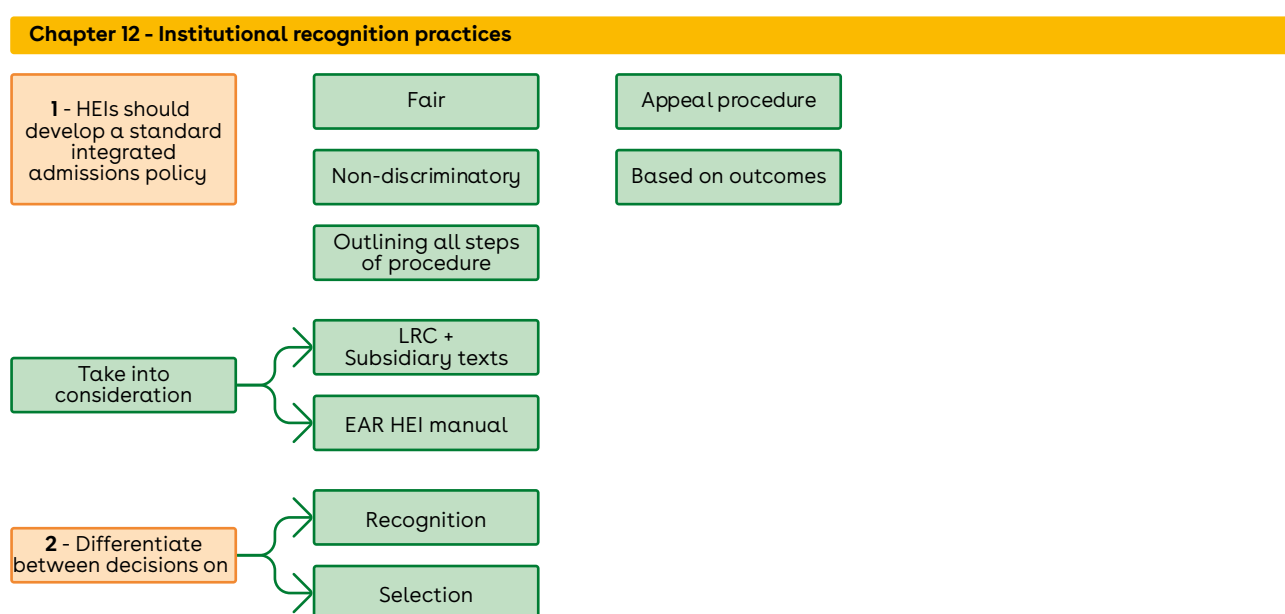 Chapter 12 - Institutional recognition practices
1 - HEIs should
develop a standard
integrated
admissions policy
Fair
Appeal procedure
Non-discriminatory
Based on outcomes
Outlining all steps
of procedure
Take into
consideration
LRC +
Subsidiary texts
EAR HEI manual
2 - Differentiate
between decisions on
Recognition
Selection